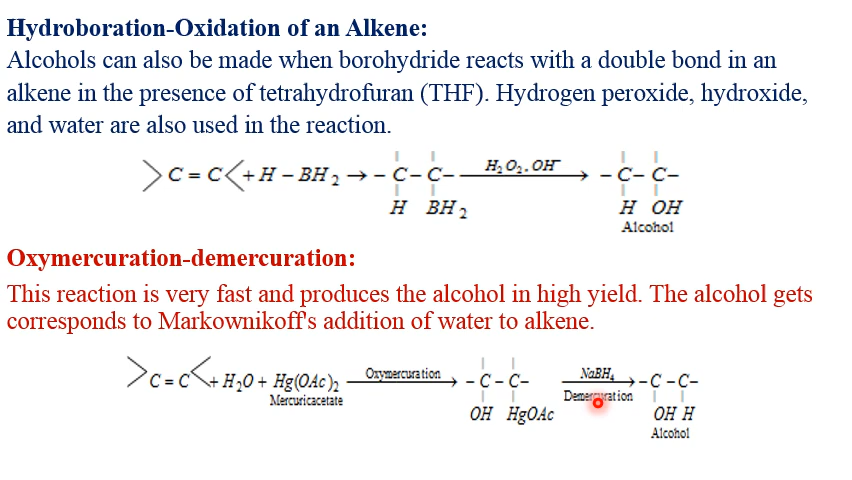 Hydroboration-Oxidation of an Alkene:
Alcohols can also be made when borohydride reacts with a double bond in an
alkene in the presence of tetrahydrofuran (THF). Hydrogen peroxide, hydroxide,
and water are also used in the reaction.
>C = C< + H – BH₂ → – C – C – H₂O₂. OH⁻ → – C – C –
H BH₂ H OH
Alcohol
Oxymercuration-demercuration:
This reaction is very fast and produces the alcohol in high yield. The alcohol gets
corresponds to Markownikoff's addition of water to alkene.
>C = C< + H₂O + Hg(OAc)₂ Oxymercuration → – C – C – NaBH₄ → – C – C –
Mercuricacetate Demercuration
OH HgOAc OH H
Alcohol